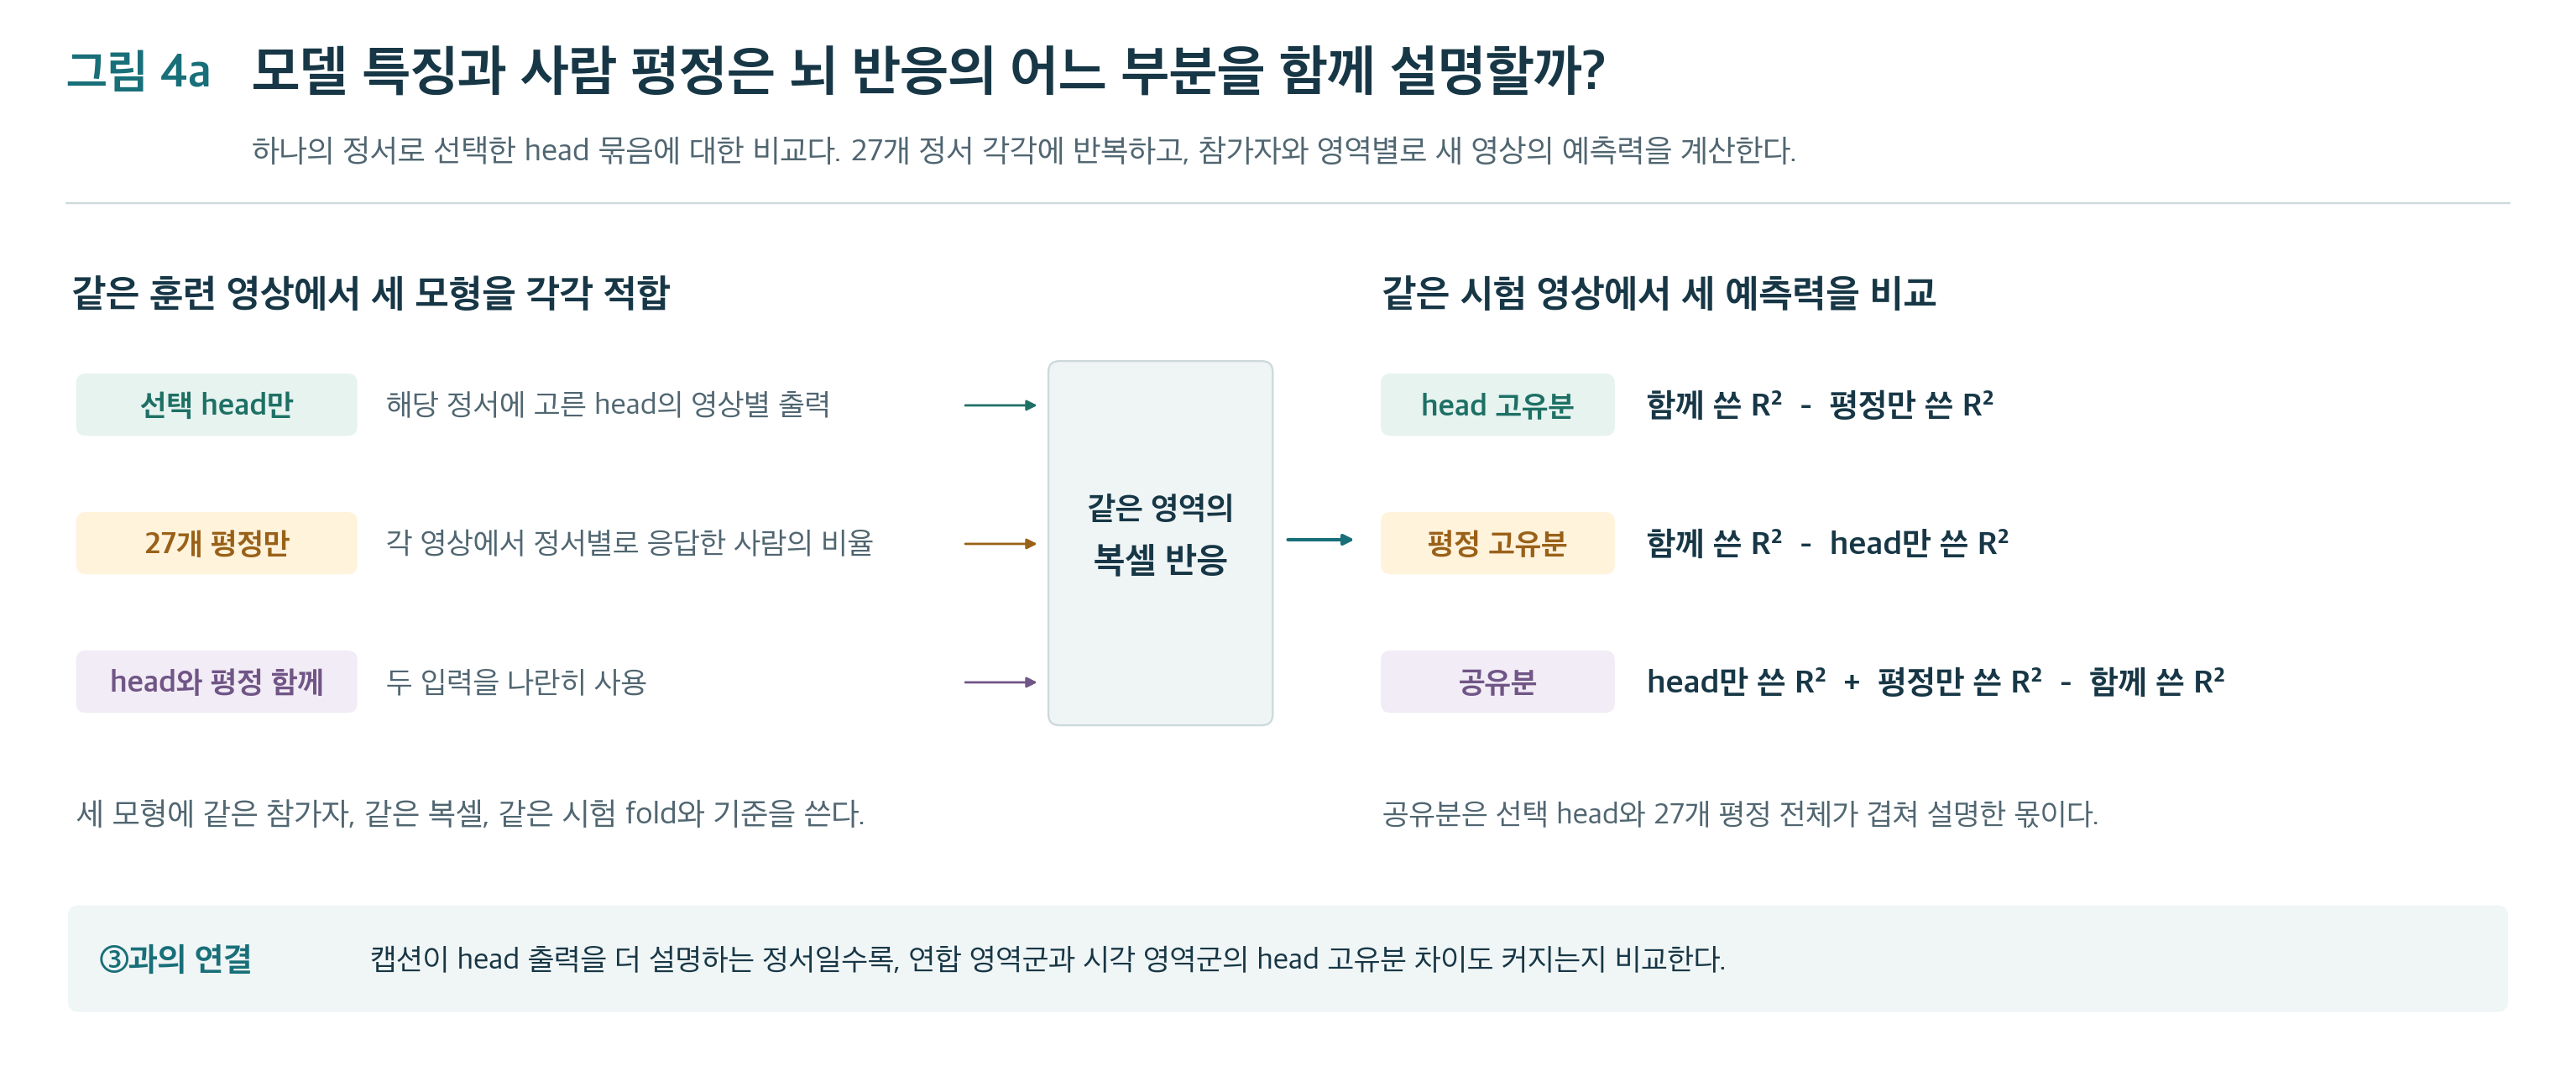 그림 4a 모델 특징과 사람 평정은 뇌 반응의 어느 부분을 함께 설명할까?
하나의 정서로 선택한 head 묶음에 대한 비교다. 27개 정서 각각에 반복하고, 참가자와 영역별로 새 영상의 예측력을 계산한다.
같은 훈련 영상에서 세 모형을 각각 적합
선택 head만 해당 정서에 고른 head의 영상별 출력
27개 평정만 각 영상에서 정서별로 응답한 사람의 비율
head와 평정 함께 두 입력을 나란히 사용
세 모형에 같은 참가자, 같은 복셀, 같은 시험 fold와 기준을 쓴다.
같은 영역의
복셀 반응
같은 시험 영상에서 세 예측력을 비교
head 고유분 함께 쓴 R² - 평정만 쓴 R²
평정 고유분 함께 쓴 R² - head만 쓴 R²
공유분 head만 쓴 R² + 평정만 쓴 R² - 함께 쓴 R²
공유분은 선택 head와 27개 평정 전체가 겹쳐 설명한 몫이다.
③과의 연결 캡션이 head 출력을 더 설명하는 정서일수록, 연합 영역군과 시각 영역군의 head 고유분 차이도 커지는지 비교한다.